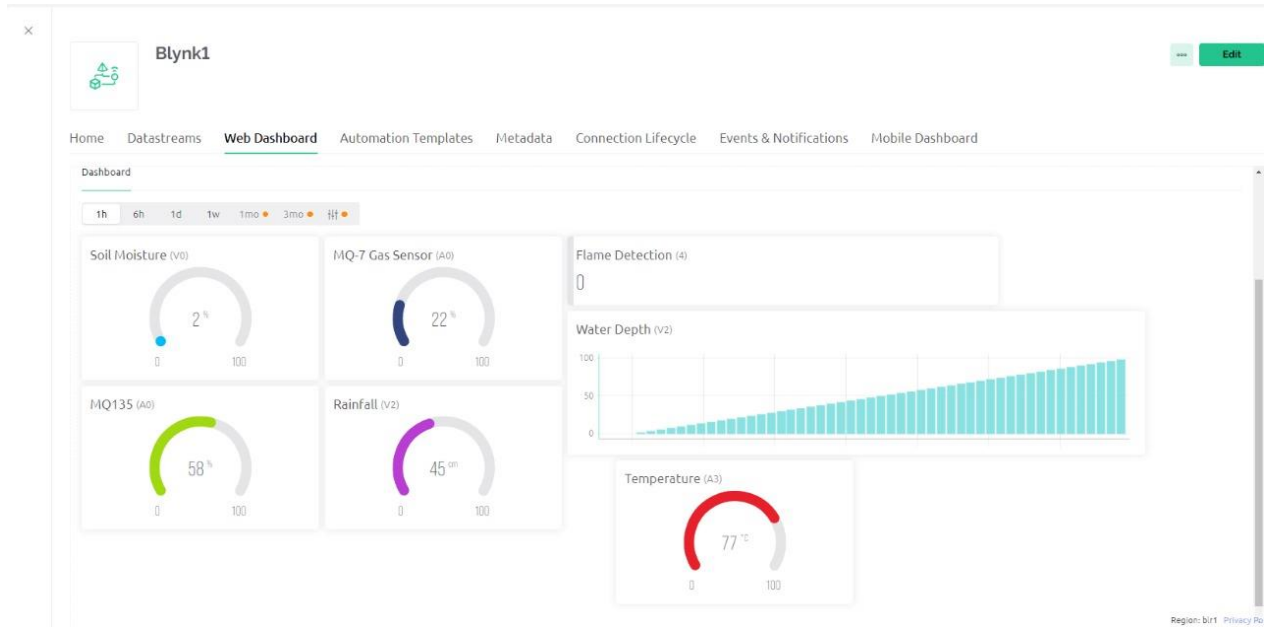 ×
Blynk1
Edit
Home Datastreams Web Dashboard Automation Templates Metadata Connection Lifecycle Events & Notifications Mobile Dashboard
Dashboard
1h 6h 1d 1w 1mo 3mo
Soil Moisture (V0)
2 %
0 100
MQ-7 Gas Sensor (A0)
22 %
0 100
Flame Detection (4)
0
Water Depth (V2)
100
50
0
MQ135 (A0)
58 %
0 100
Rainfall (V2)
45 cm
0 100
Temperature (A3)
77 °C
0 100
Region: blr1 Privacy Po